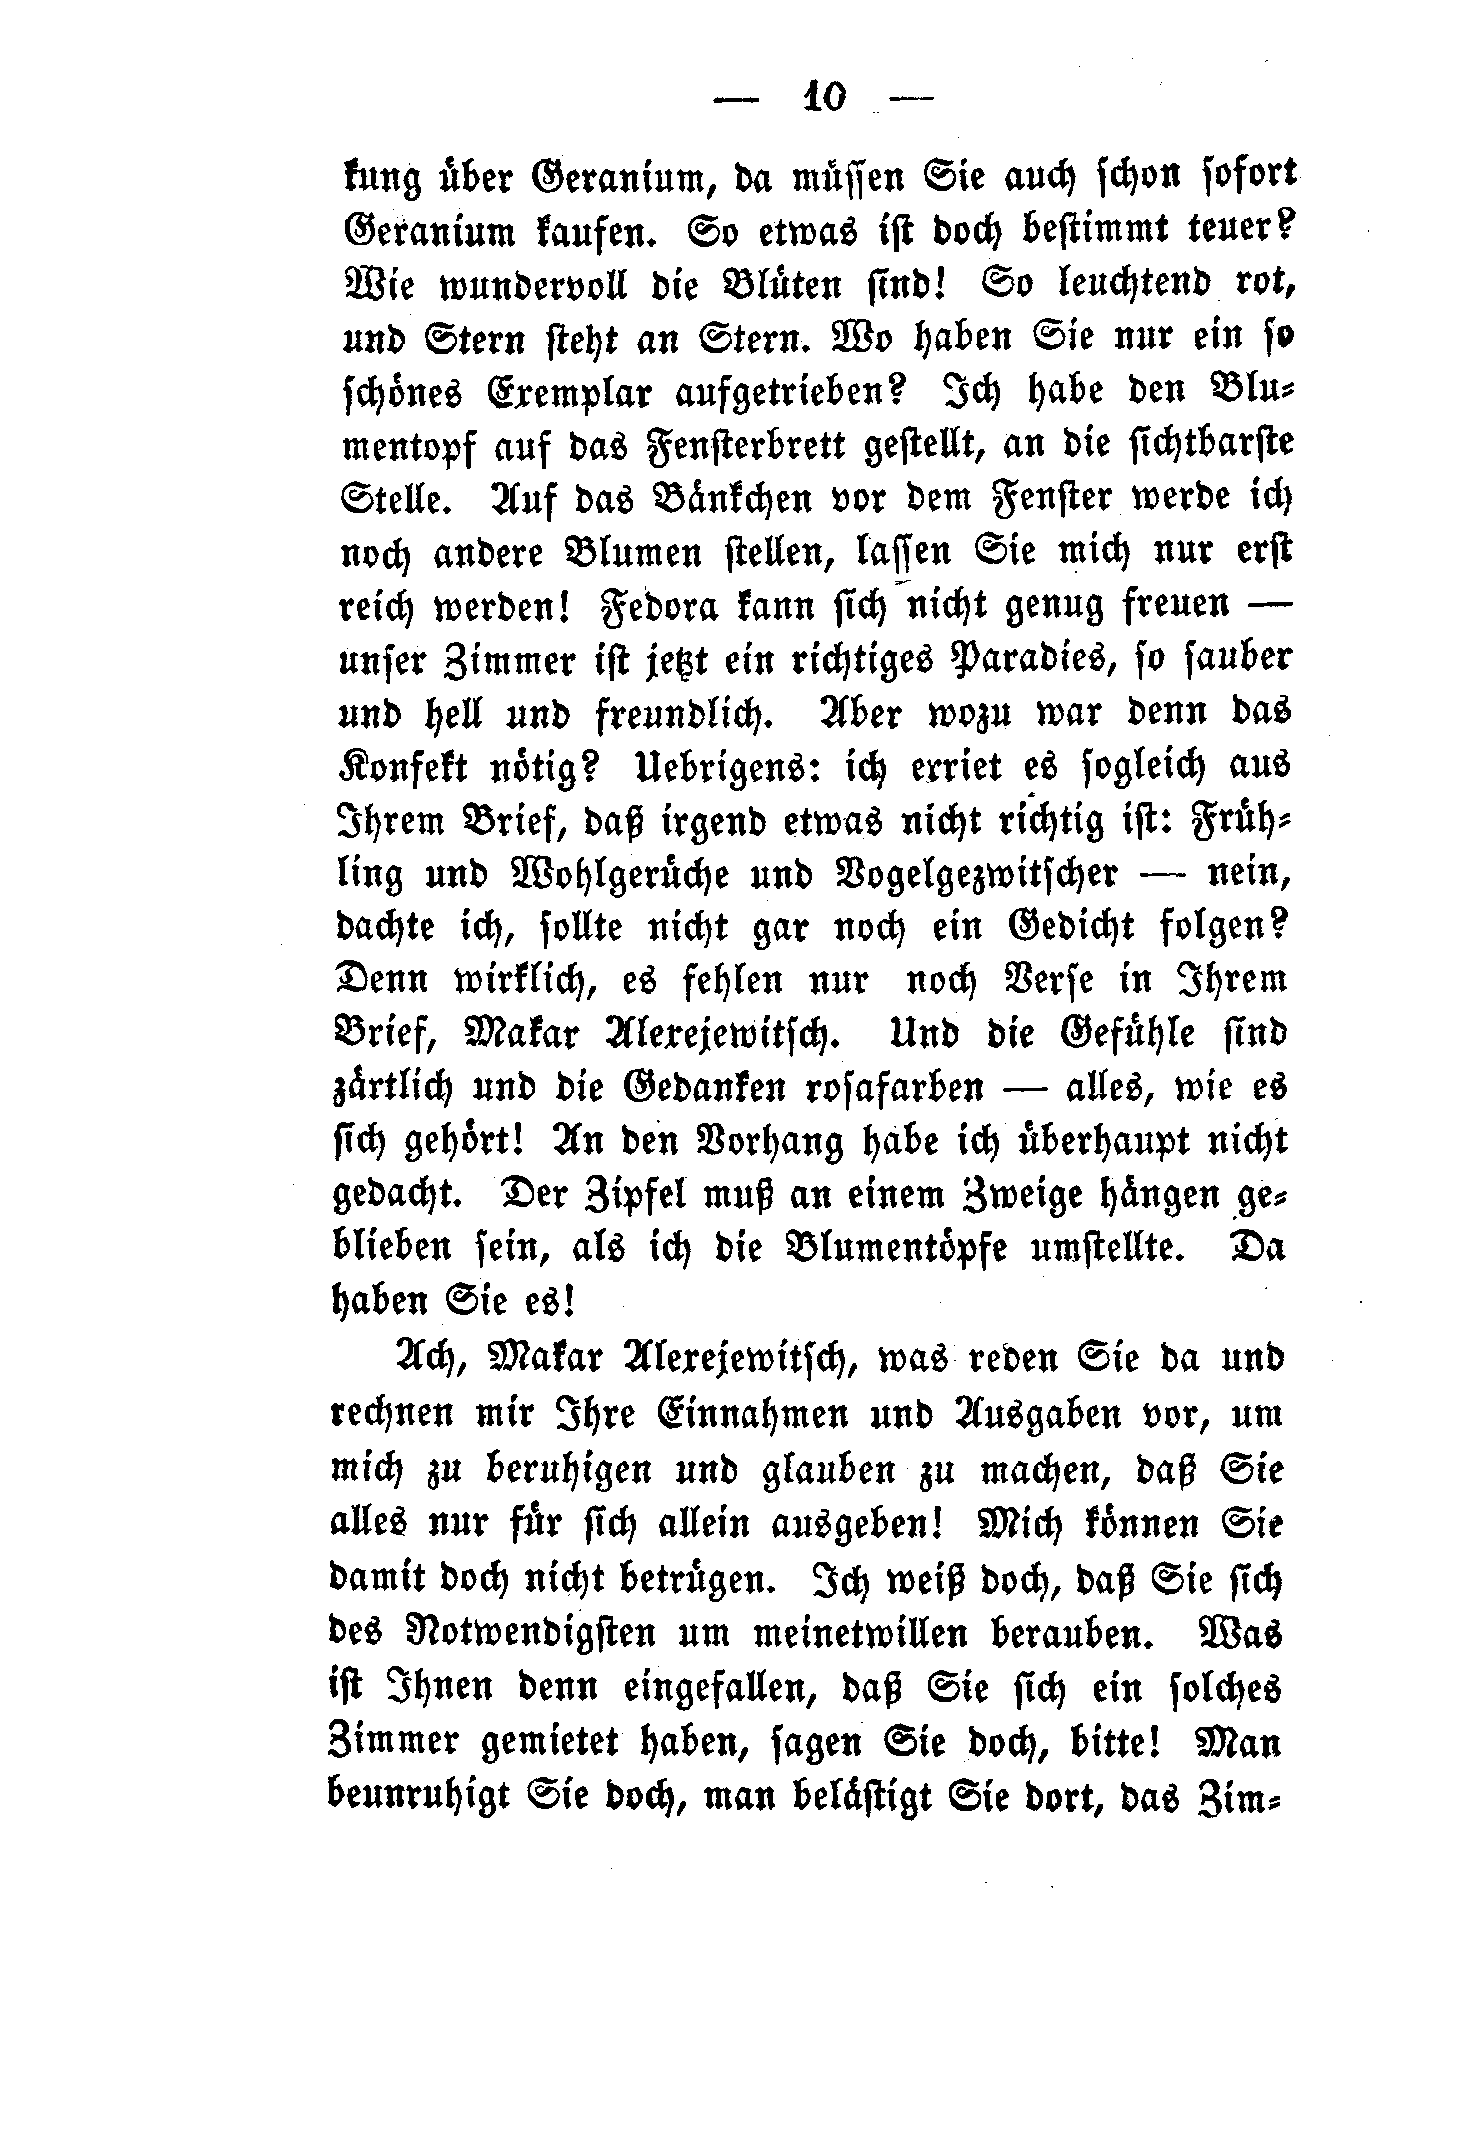 — 10 —
kung über Geranium, da müssen Sie auch schon sofort
Geranium kaufen. So etwas ist doch bestimmt teuer?
Wie wundervoll die Blüten sind! So leuchtend rot,
und Stern steht an Stern. Wo haben Sie nur ein so
schönes Exemplar aufgetrieben? Ich habe den Blu-
mentopf auf das Fensterbrett gestellt, an die sichtbarste
Stelle. Auf das Bänkchen vor dem Fenster werde ich
noch andere Blumen stellen, lassen Sie mich nur erst
reich werden! Fedora kann sich nicht genug freuen —
unser Zimmer ist jetzt ein richtiges Paradies, so sauber
und hell und freundlich. Aber wozu war denn das
Konfekt nötig? Uebrigens: ich erriet es sogleich aus
Ihrem Brief, daß irgend etwas nicht richtig ist: Früh-
ling und Wohlgerüche und Vogelgezwitscher — nein,
dachte ich, sollte nicht gar noch ein Gedicht folgen?
Denn wirklich, es fehlen nur noch Verse in Ihrem
Brief, Makar Alexejewitsch. Und die Gefühle sind
zärtlich und die Gedanken rosafarben — alles, wie es
sich gehört! An den Vorhang habe ich überhaupt nicht
gedacht. Der Zipfel muß an einem Zweige hängen ge-
blieben sein, als ich die Blumentöpfe umstellte. Da
haben Sie es!
Ach, Makar Alexejewitsch, was reden Sie da und
rechnen mir Ihre Einnahmen und Ausgaben vor, um
mich zu beruhigen und glauben zu machen, daß Sie
alles nur für sich allein ausgeben! Mich können Sie
damit doch nicht betrügen. Ich weiß doch, daß Sie sich
des Notwendigsten um meinetwillen berauben. Was
ist Ihnen denn eingefallen, daß Sie sich ein solches
Zimmer gemietet haben, sagen Sie doch, bitte! Man
beunruhigt Sie doch, man belästigt Sie dort, das Zim-